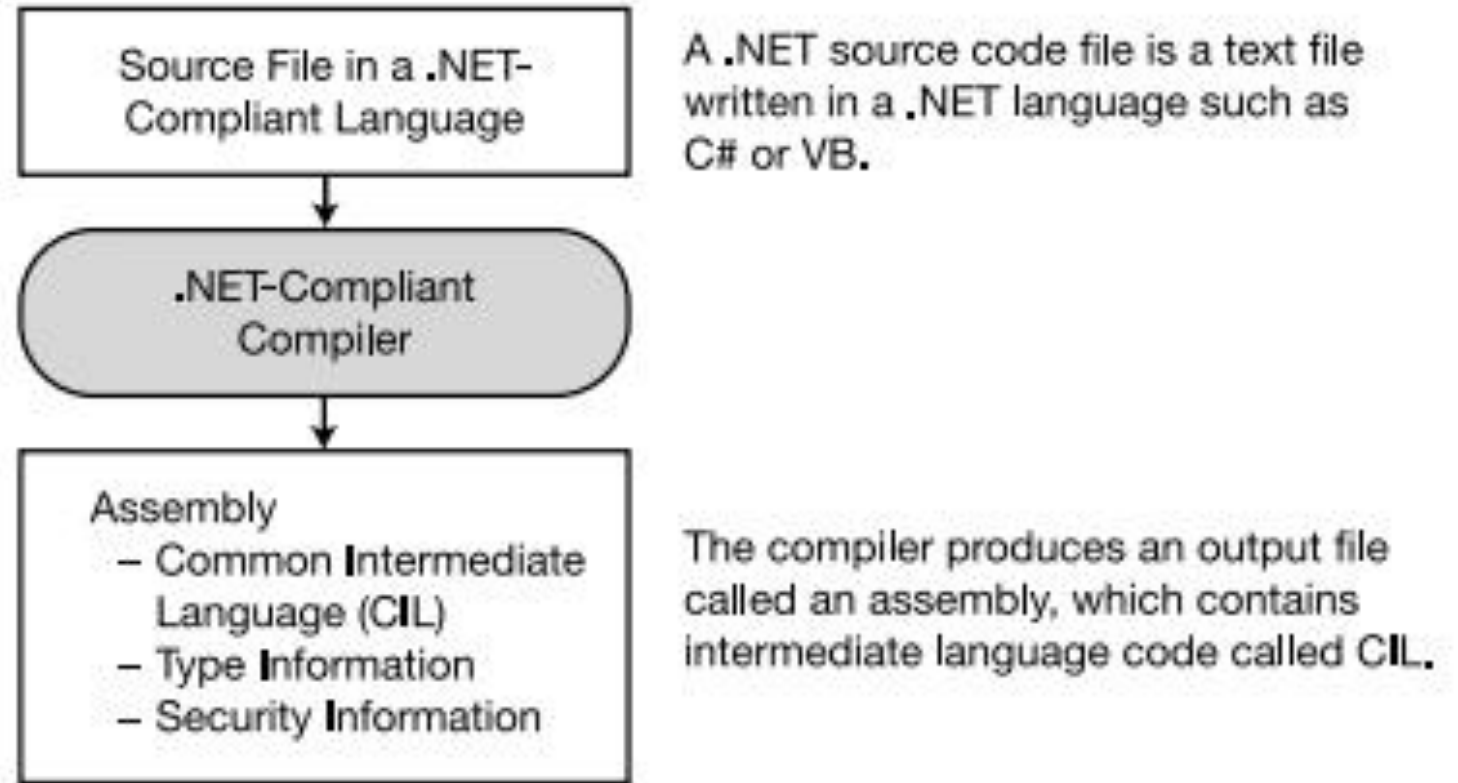 Source File in a .NET-
Compliant Language
A .NET source code file is a text file
written in a .NET language such as
C# or VB.
.NET-Compliant
Compiler
Assembly
– Common Intermediate
Language (CIL)
– Type Information
– Security Information
The compiler produces an output file
called an assembly, which contains
intermediate language code called CIL.